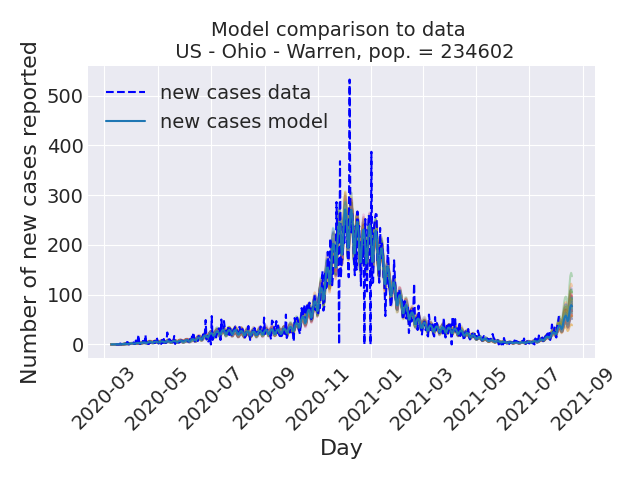 Model comparison to data
US - Ohio - Warren, pop. = 234602
Number of new cases reported
500
400
300
200
100
0
new cases data
new cases model
2020-03
2020-05
2020-07
2020-09
2020-11
2021-01
2021-03
2021-05
2021-07
2021-09
Day